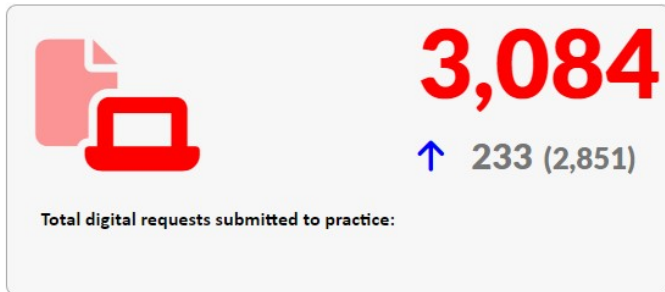 3,084
↑ 233 (2,851)
Total digital requests submitted to practice: